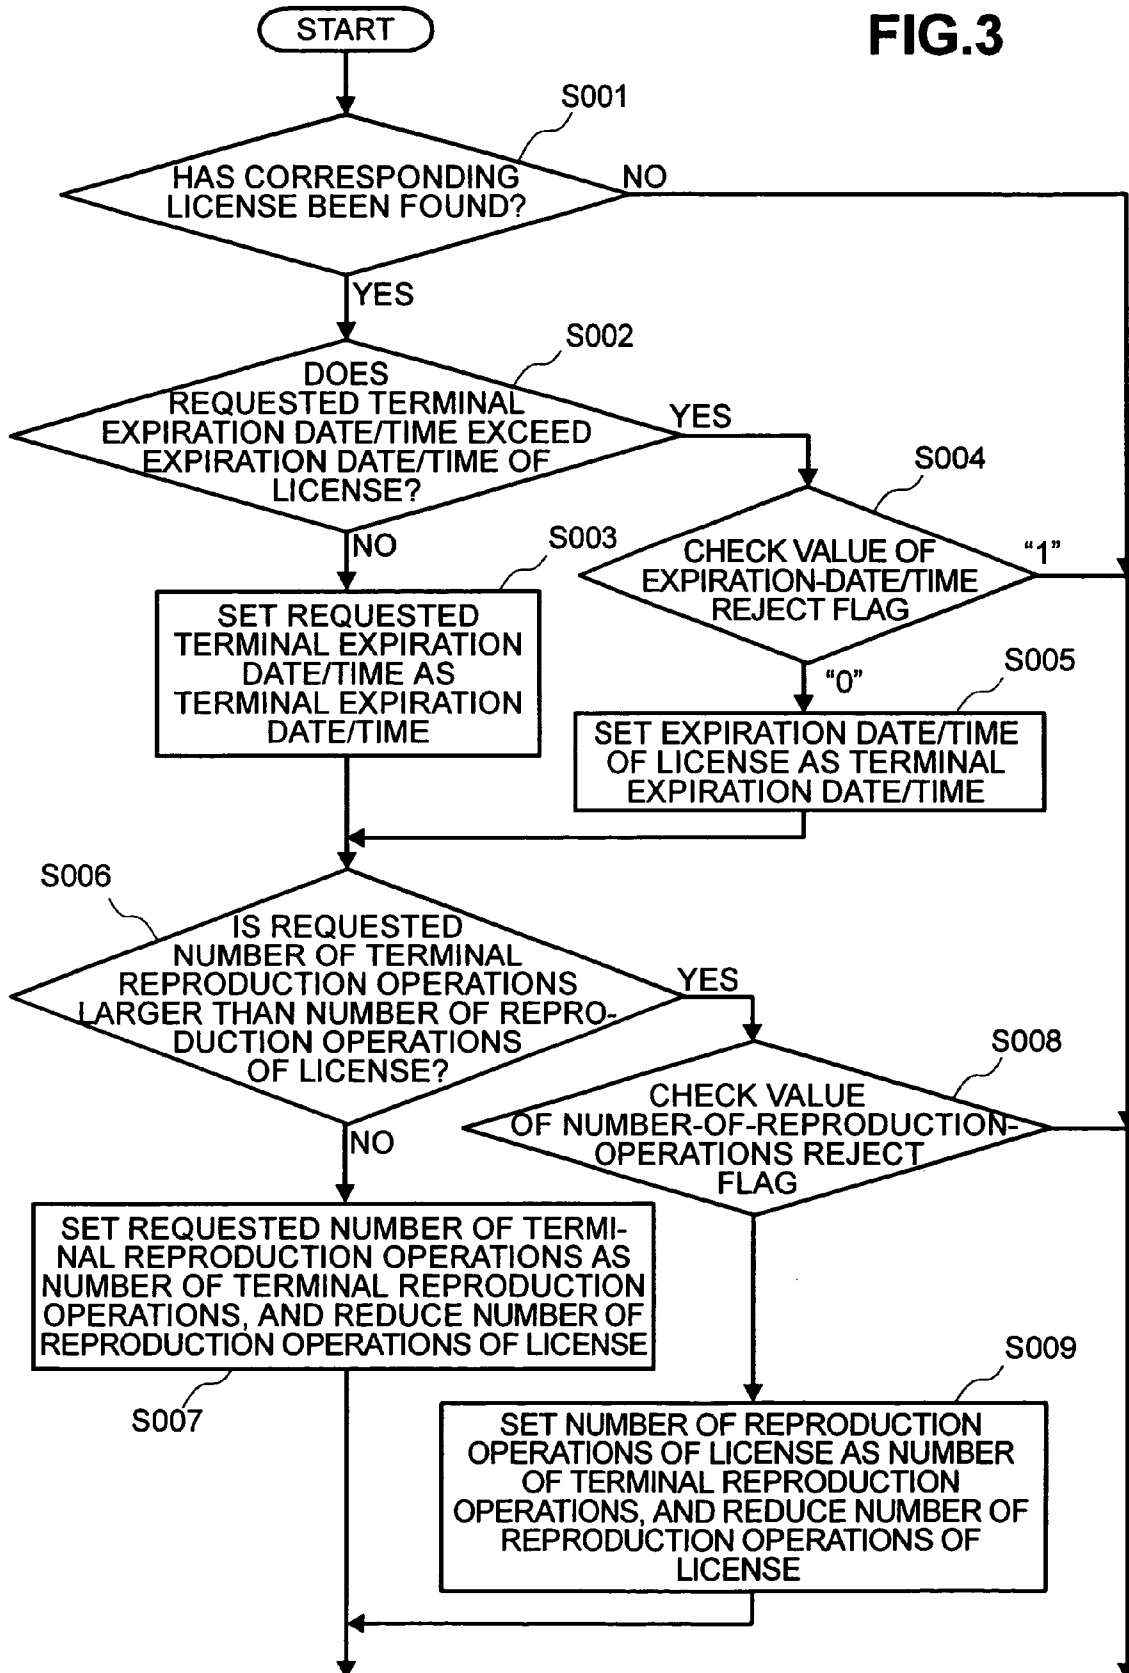 FIG.3
START
S001
HAS CORRESPONDING
LICENSE BEEN FOUND?
NO
YES
S002
DOES
REQUESTED TERMINAL
EXPIRATION DATE/TIME EXCEED
EXPIRATION DATE/TIME OF
LICENSE?
YES
NO
S004
CHECK VALUE OF
EXPIRATION-DATE/TIME
REJECT FLAG
“1”
“0”
S003
SET REQUESTED
TERMINAL EXPIRATION
DATE/TIME AS
TERMINAL EXPIRATION
DATE/TIME
S005
SET EXPIRATION DATE/TIME
OF LICENSE AS TERMINAL
EXPIRATION DATE/TIME
S006
IS REQUESTED
NUMBER OF TERMINAL
REPRODUCTION OPERATIONS
LARGER THAN NUMBER OF REPRO-
DUCTION OPERATIONS
OF LICENSE?
YES
NO
S008
CHECK VALUE
OF NUMBER-OF-REPRODUCTION-
OPERATIONS REJECT
FLAG
SET REQUESTED NUMBER OF TERMI-
NAL REPRODUCTION OPERATIONS AS
NUMBER OF TERMINAL REPRODUCTION
OPERATIONS, AND REDUCE NUMBER OF
REPRODUCTION OPERATIONS OF LICENSE
S007
S009
SET NUMBER OF REPRODUCTION
OPERATIONS OF LICENSE AS NUMBER
OF TERMINAL REPRODUCTION
OPERATIONS, AND REDUCE NUMBER OF
REPRODUCTION OPERATIONS OF
LICENSE